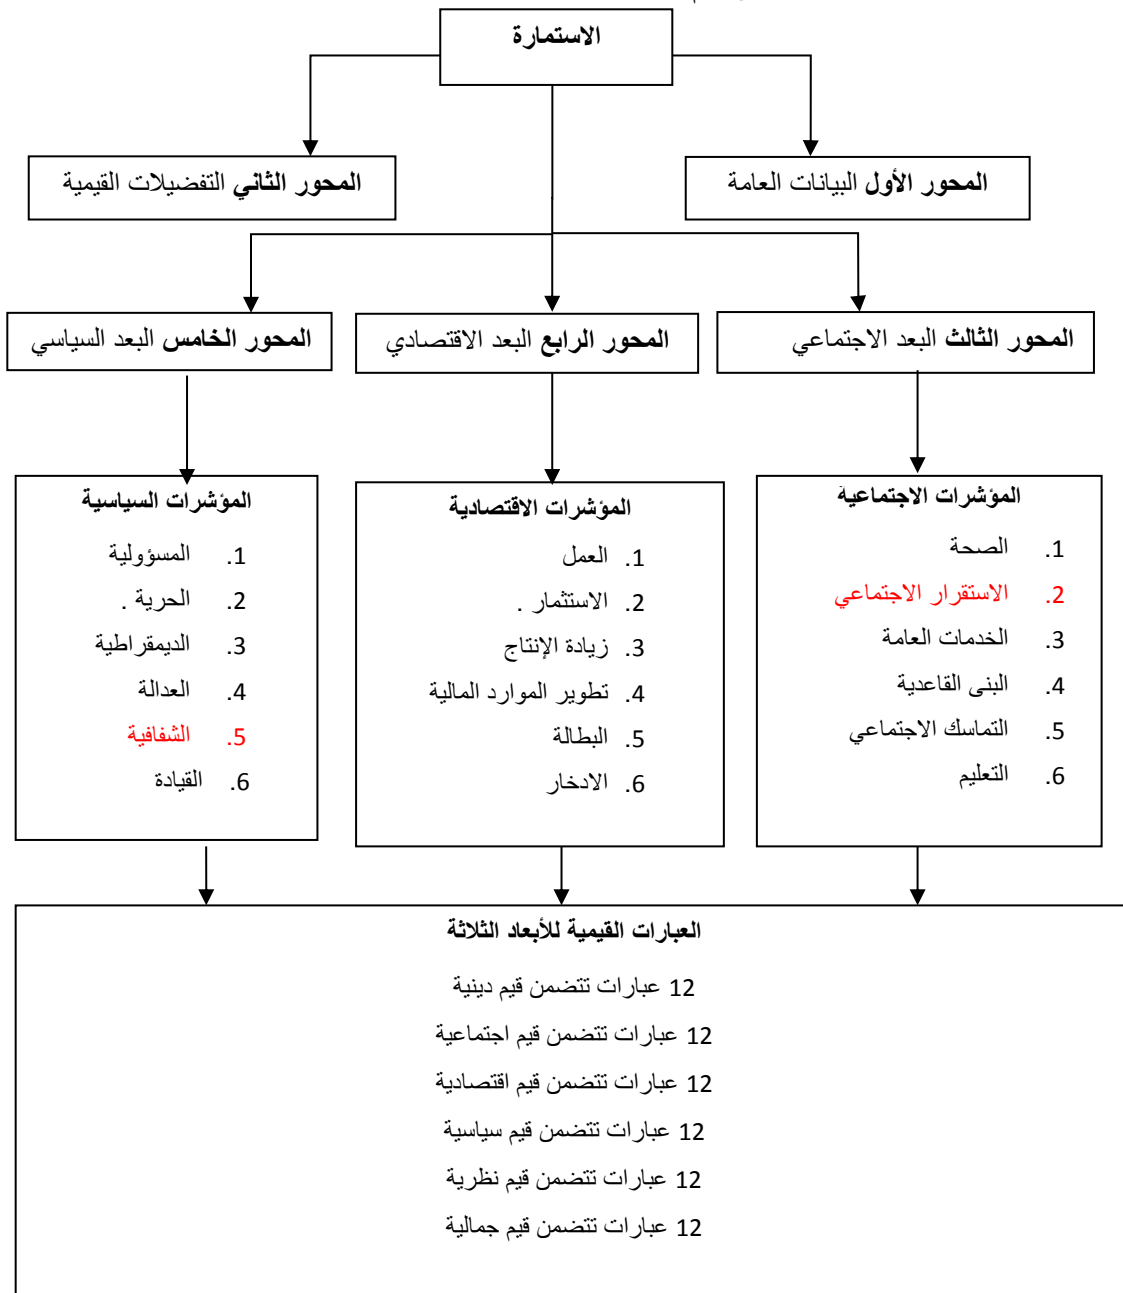 الاستمارة
المحور الأول البيانات العامة
المحور الثاني التفضيلات القيمية
المحور الثالث البعد الاجتماعي
المحور الرابع البعد الاقتصادي
المحور الخامس البعد السياسي
المؤشرات الاجتماعية
1. الصحة
2. الاستقرار الاجتماعي
3. الخدمات العامة
4. البنى القاعدية
5. التماسك الاجتماعي
6. التعليم
المؤشرات الاقتصادية
1. العمل
2. الاستثمار .
3. زيادة الإنتاج
4. تطوير الموارد المالية
5. البطالة
6. الادخار
المؤشرات السياسية
1. المسؤولية
2. الحرية .
3. الديمقراطية
4. العدالة
5. الشفافية
6. القيادة
العبارات القيمية للأبعاد الثلاثة
12 عبارات تتضمن قيم دينية
12 عبارات تتضمن قيم اجتماعية
12 عبارات تتضمن قيم اقتصادية
12 عبارات تتضمن قيم سياسية
12 عبارات تتضمن قيم نظرية
12 عبارات تتضمن قيم جمالية